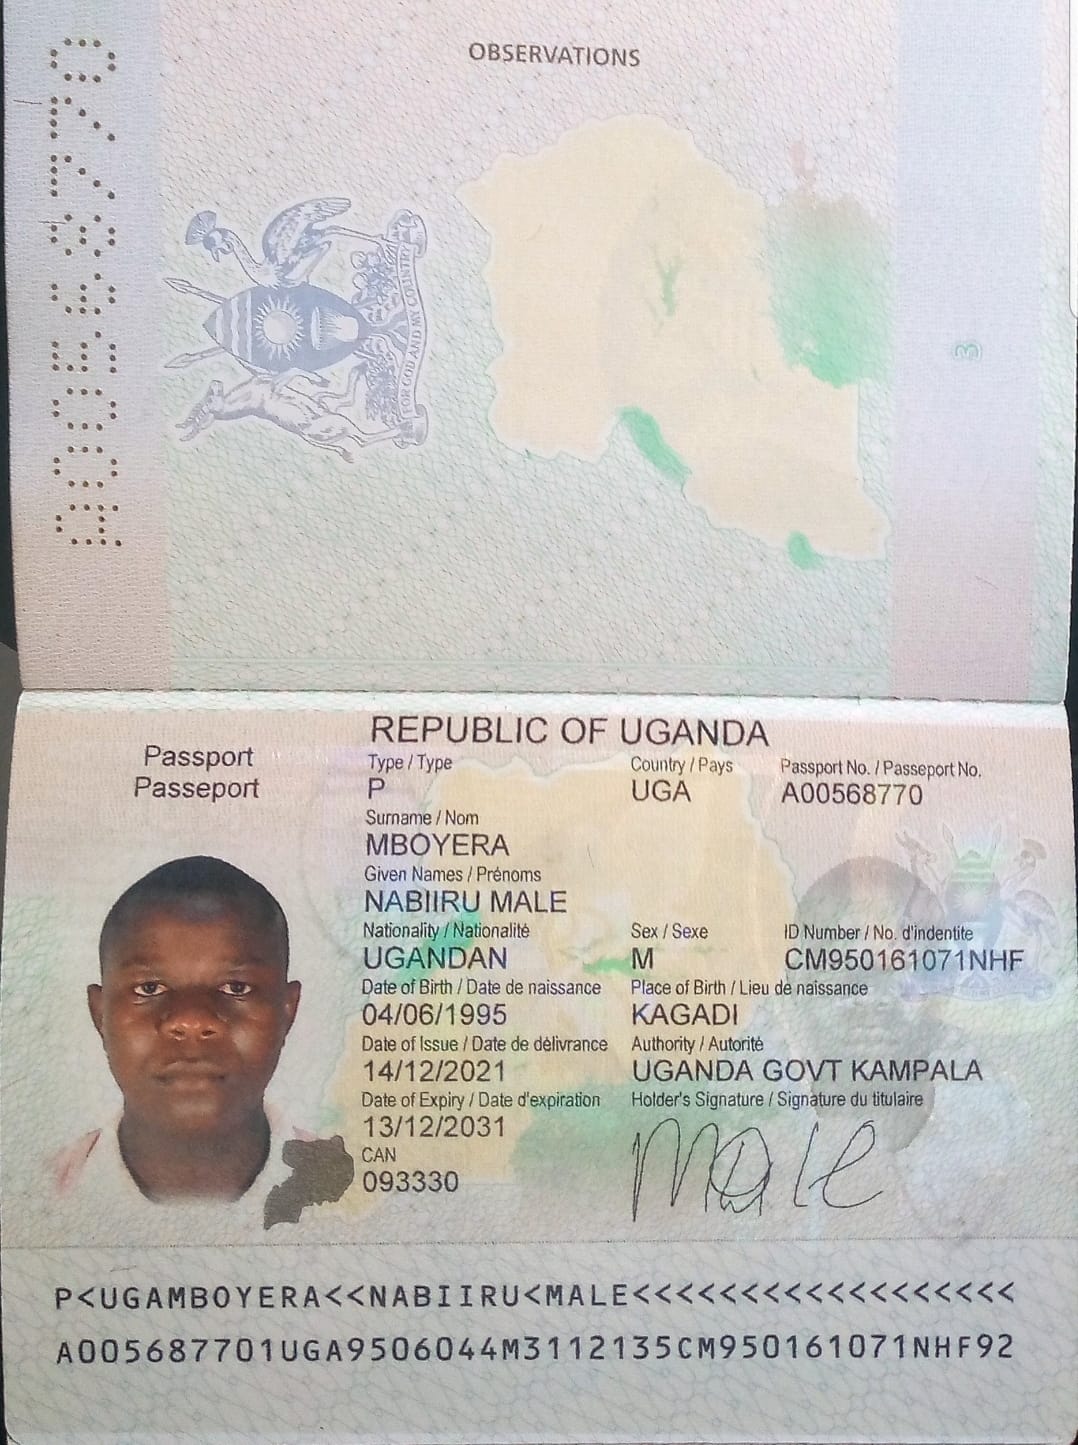 OBSERVATIONS
A00568770
FOR GOD AND MY COUNTRY
3
REPUBLIC OF UGANDA
Passport
Passeport
Type / Type
Country / Pays
Passport No. / Passeport No.
P
UGA
A00568770
Surname / Nom
MBOYERA
Given Names / Prénoms
NABIIRU MALE
Nationality / Nationalité
Sex / Sexe
ID Number / No. d'indentite
UGANDAN
M
CM950161071NHF
Date of Birth / Date de naissance
Place of Birth / Lieu de naissance
04/06/1995
KAGADI
Date of Issue / Date de délivrance
Authority / Autorité
14/12/2021
UGANDA GOVT KAMPALA
Date of Expiry / Date d'expiration
Holder's Signature / Signature du titulaire
13/12/2031
Male
CAN
093330
P<UGAMBOYERA<<NABIIRU<MALE<<<<<<<<<<<<<<<<<<
A005687701UGA9506044M3112135CM950161071NHF92